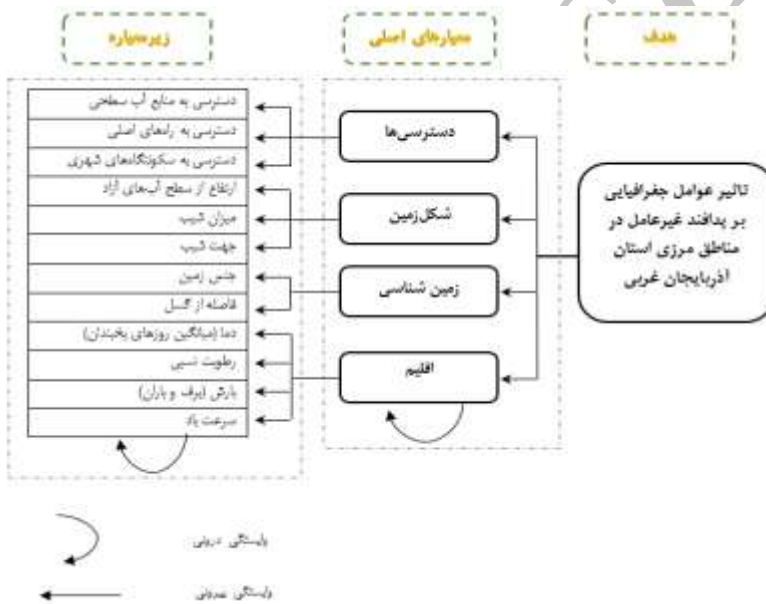 هدف
معیارهای اصلی
زیرمعیارها
تاثیر عوامل جغرافیایی
بر پدافند غیرعامل در
مناطق مرزی استان
آذربایجان غربی
دسترسی‌ها
شکل‌زمین
زمین شناسی
اقلیم
دسترسی به منابع آب سطحی
دسترسی به راه‌های اصلی
دسترسی به سکونتگاه‌های شهری
ارتفاع از سطح آب‌های آزاد
میزان شیب
جهت شیب
جنس زمین
فاصله از گسل
دما (میانگین روزهای یخبندان)
رطوبت نسبی
بارش (برف و باران)
سرعت باد
وابستگی درونی
وابستگی بیرونی